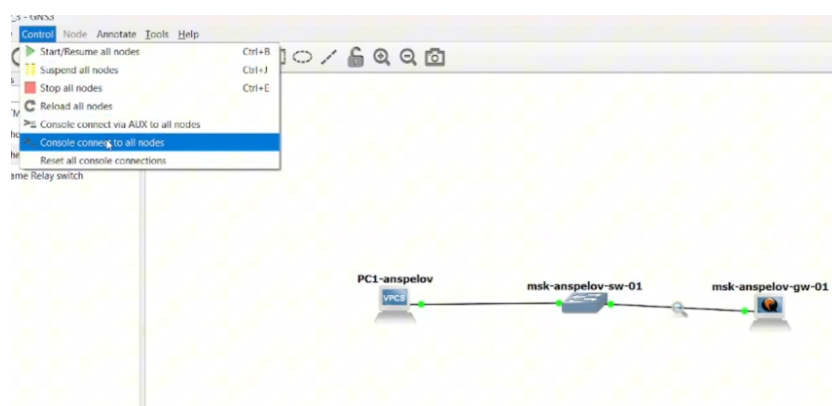 _3 - GNS3
Control Node Annotate Tools Help
Start/Resume all nodes Ctrl+B
Suspend all nodes Ctrl+J
Stop all nodes Ctrl+E
Reload all nodes
Console connect via AUX to all nodes
Console connect to all nodes
Reset all console connections
ame Relay switch
PC1-anspelov
msk-anspelov-sw-01
msk-anspelov-gw-01
VPCS